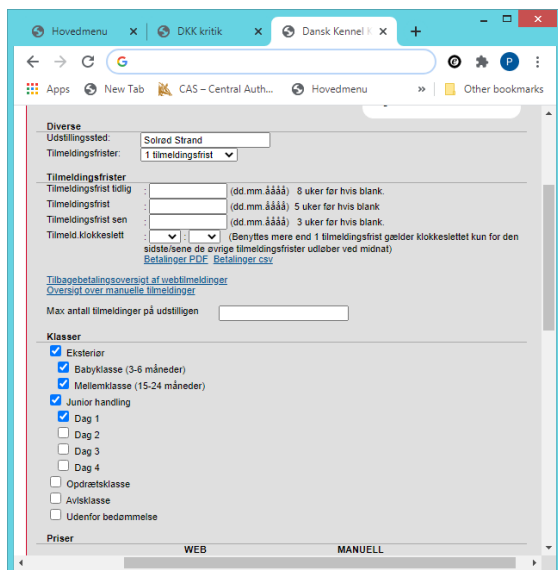 Hovedmenu
DKK kritik
Dansk Kennel K
G
P
Apps New Tab CAS – Central Auth... Hovedmenu » Other bookmarks
Diverse
Udstillingssted: Solrød Strand
Tilmeldingsfrister: 1 tilmeldingsfrist
Tilmeldingsfrister
Tilmeldingsfrist tidlig : (dd.mm.åååå) 8 uker før hvis blank.
Tilmeldingsfrist : (dd.mm.åååå) 5 uker før hvis blank
Tilmeldingsfrist sen : (dd.mm.åååå) 3 uker før hvis blank.
Tilmeld.klokkeslett : : (Benyttes mere end 1 tilmeldingsfrist gælder klokkeslettet kun for den
sidste/sene de øvrige tilmeldingsfrister udløber ved midnat)
Betalinger PDF Betalinger csv
Tilbagebetalingsoversigt af webtilmeldinger
Oversigt over manuelle tilmeldinger
Max antall tilmeldinger på udstilligen
Klasser
Eksteriør
Babyklasse (3-6 måneder)
Mellemklasse (15-24 måneder)
Junior handling
Dag 1
Dag 2
Dag 3
Dag 4
Opdrætsklasse
Avlsklasse
Udenfor bedømmelse
Priser
WEB MANUELL